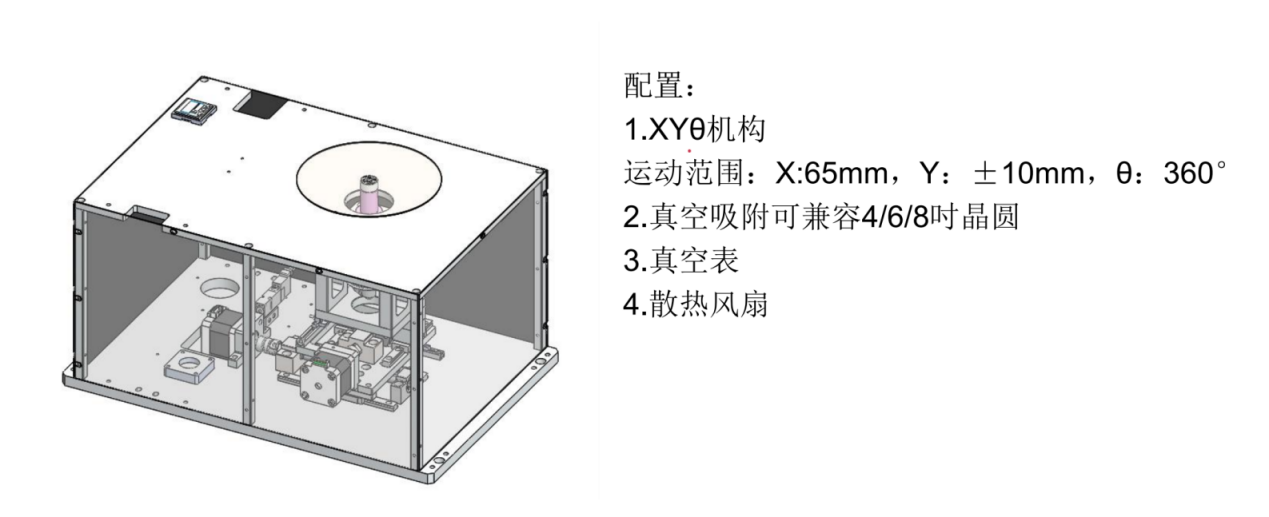 配置：
1.XYθ机构
运动范围：X:65mm，Y：±10mm，θ：360°
2.真空吸附可兼容4/6/8吋晶圆
3.真空表
4.散热风扇